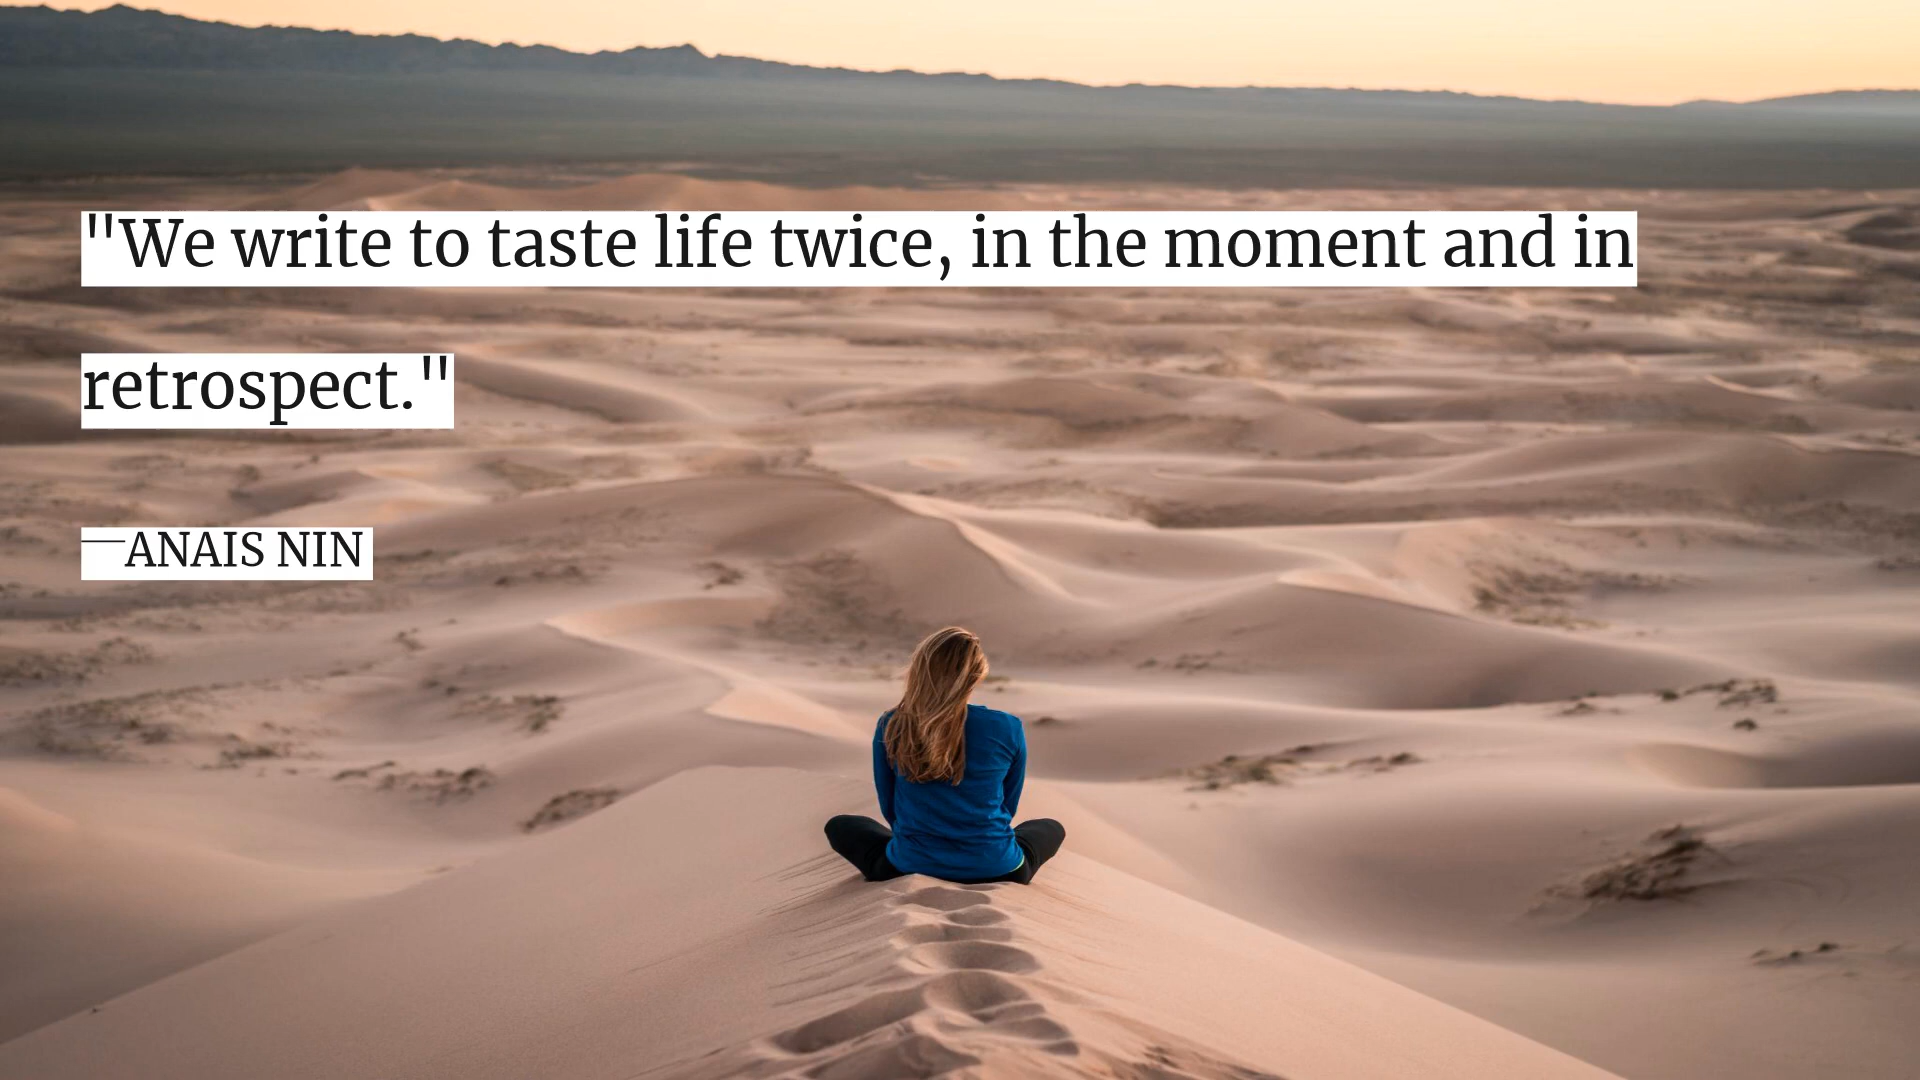 "We write to taste life twice, in the moment and in
retrospect."
—ANAIS NIN